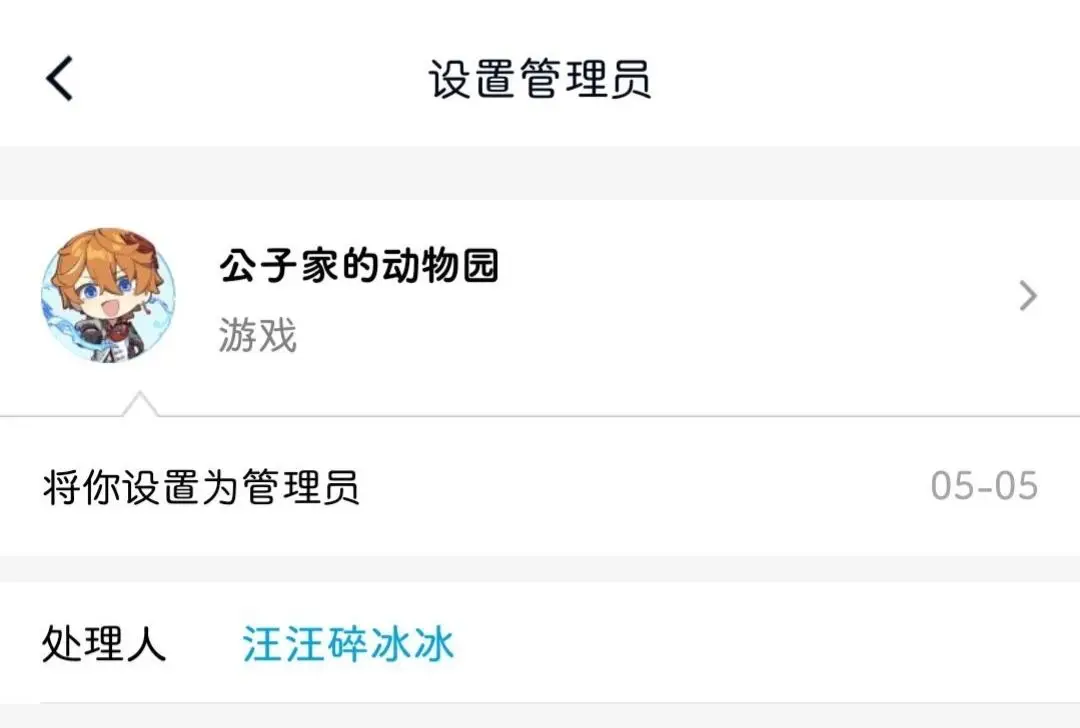 设置管理员
公子家的动物园
游戏
将你设置为管理员 05-05
处理人 汪汪碎冰冰